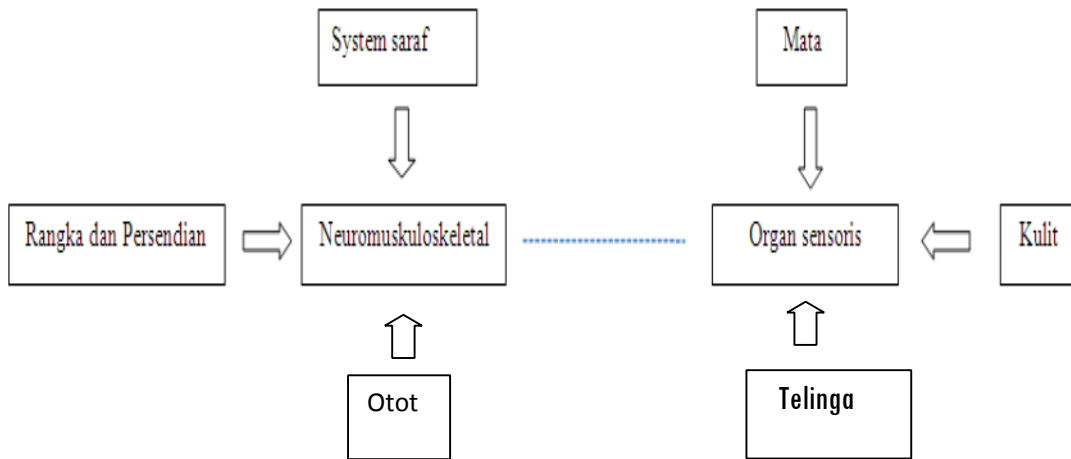 System saraf
Mata
Rangka dan Persendian
Neuromuskuloskeletal
Organ sensoris
Kulit
Otot
Telinga